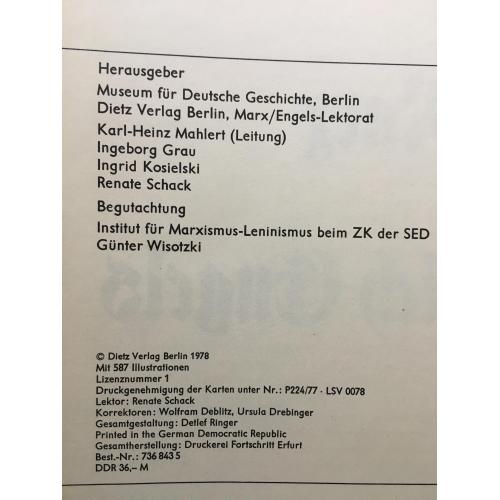 Herausgeber
Museum für Deutsche Geschichte, Berlin
Dietz Verlag Berlin, Marx/Engels-Lektorat
Karl-Heinz Mahlert (Leitung)
Ingeborg Grau
Ingrid Kosielski
Renate Schack
Begutachtung
Institut für Marxismus-Leninismus beim ZK der SED
Günter Wisotzki
© Dietz Verlag Berlin 1978
Mit 587 Illustrationen
Lizenznummer 1
Druckgenehmigung der Karten unter Nr.: P224/77 · LSV 0078
Lektor: Renate Schack
Korrektoren: Wolfram Deblitz, Ursula Drebinger
Gesamtgestaltung: Detlef Ringer
Printed in the German Democratic Republic
Gesamtherstellung: Druckerei Fortschritt Erfurt
Best.-Nr.: 736 843 5
DDR 36,– M